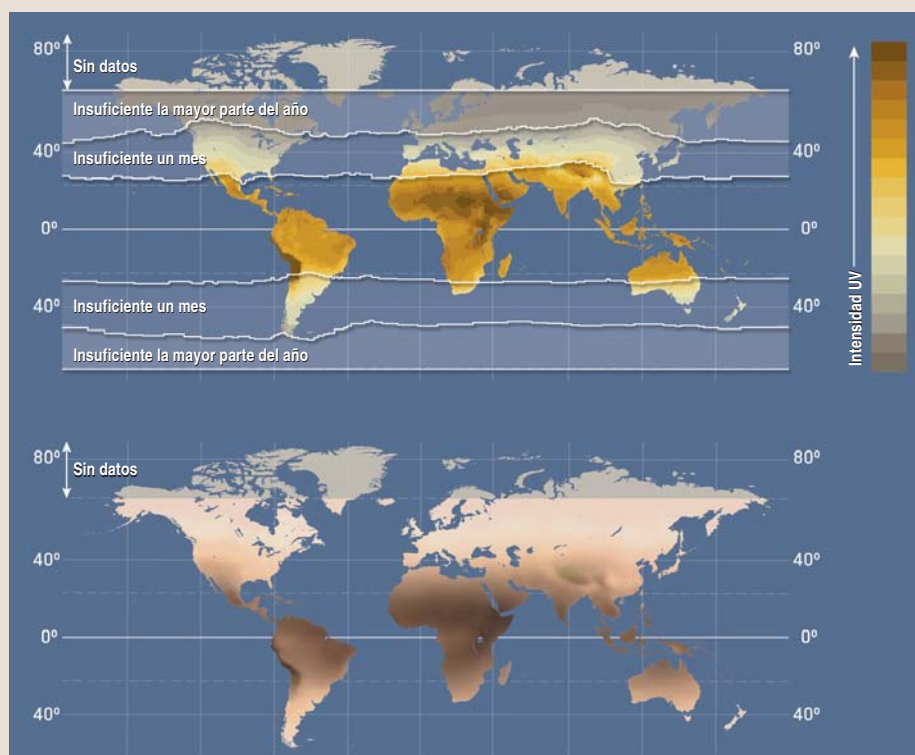 80º
80º
Sin datos
Insuficiente la mayor parte del año
40º
40º
Insuficiente un mes
0º
0º
Insuficiente un mes
40º
40º
Insuficiente la mayor parte del año
Intensidad UV
80º
80º
Sin datos
40º
40º
0º
0º
40º
40º